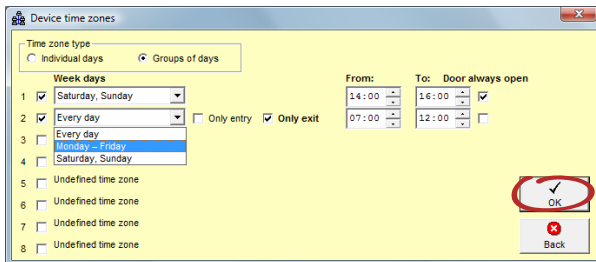 Device time zones
Time zone type
Individual days Groups of days
Week days From: To: Door always open
1 Saturday, Sunday 14:00 16:00
2 Every day Only entry Only exit 07:00 12:00
Every day
3 Monday – Friday
4 Saturday, Sunday
5 Undefined time zone
6 Undefined time zone
OK
7 Undefined time zone
8 Undefined time zone
Back